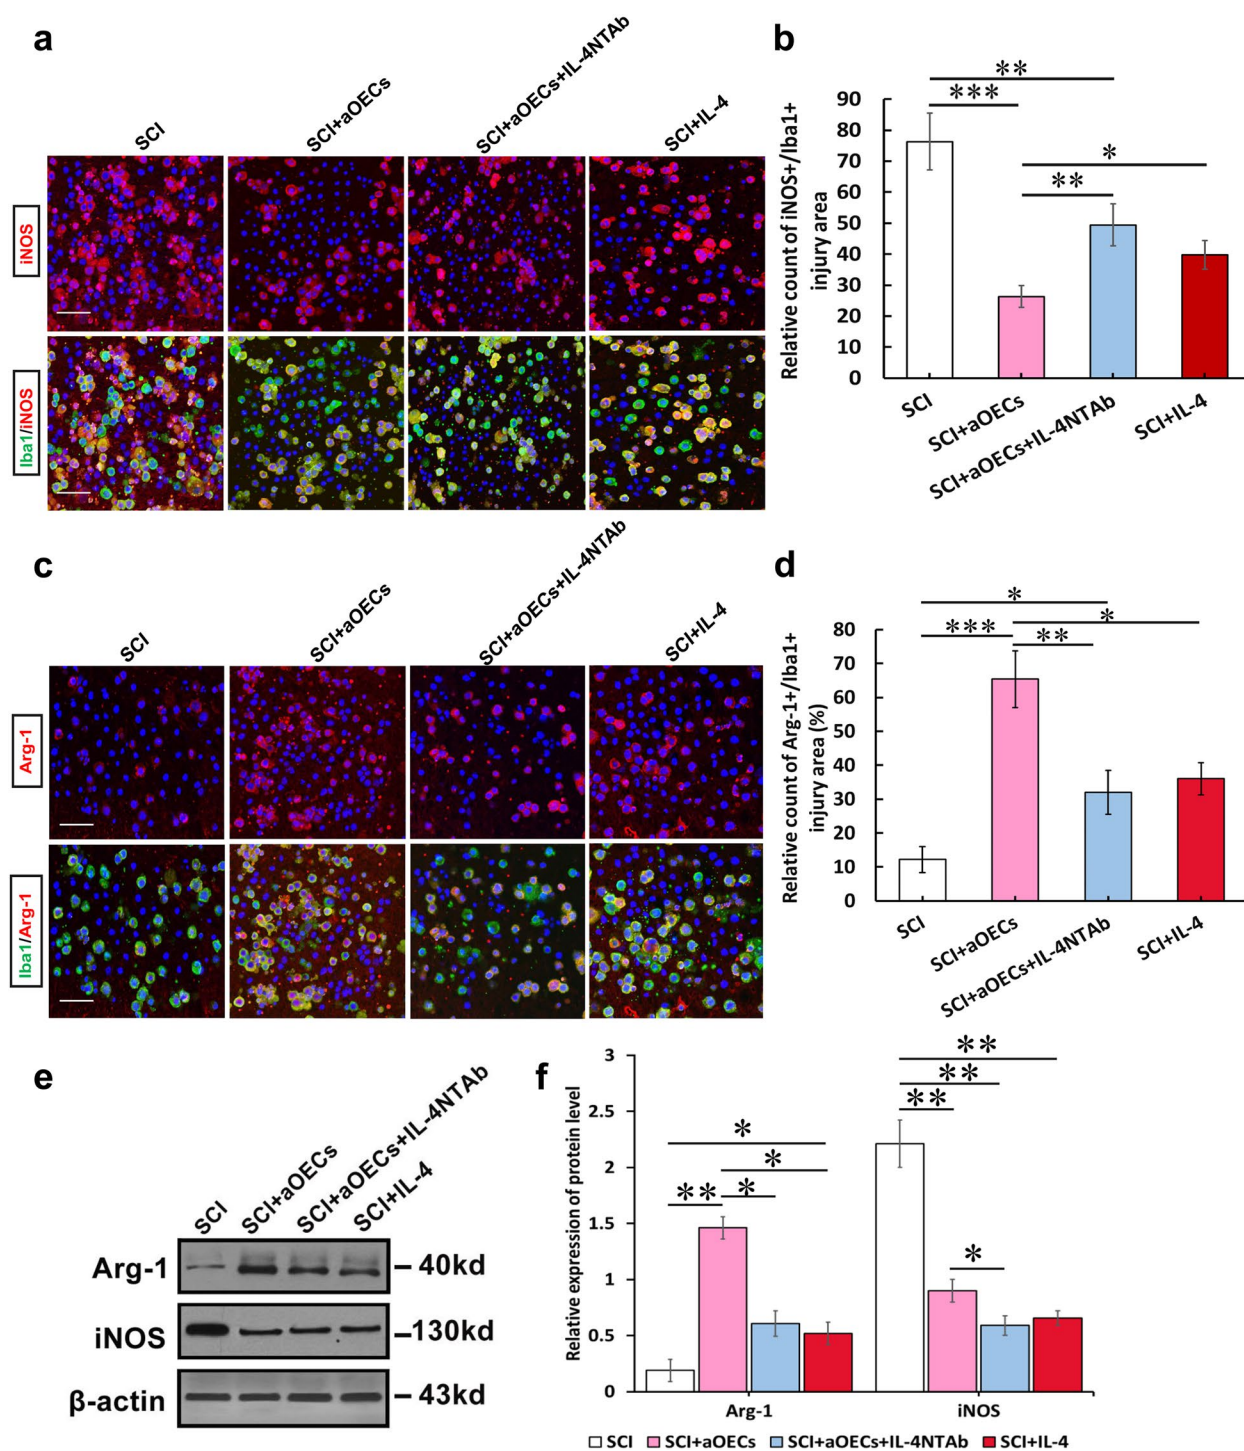 a
SCI
SCI+aOECs
SCI+aOECs+IL-4NTAb
SCI+IL-4
iNOS
Iba1/iNOS
b
**
***
*
**
Relative count of iNOS+/Iba1+
injury area
90
80
70
60
50
40
30
20
10
0
SCI
SCI+aOECs
SCI+aOECs+IL-4NTAb
SCI+IL-4
c
SCI
SCI+aOECs
SCI+aOECs+IL-4NTAb
SCI+IL-4
Arg-1
Iba1/Arg-1
d
*
*
***
**
Relative count of Arg-1+/Iba1+
injury area (%)
80
70
60
50
40
30
20
10
0
SCI
SCI+aOECs
SCI+aOECs+IL-4NTAb
SCI+IL-4
e
SCI
SCI+aOECs
SCI+aOECs+IL-4NTAb
SCI+IL-4
Arg-1
40kd
iNOS
130kd
β-actin
43kd
f
Relative expression of protein level
3
2.5
2
1.5
1
0.5
0
*
*
**
*
**
**
**
*
Arg-1
iNOS
SCI
SCI+aOECs
SCI+aOECs+IL-4NTAb
SCI+IL-4